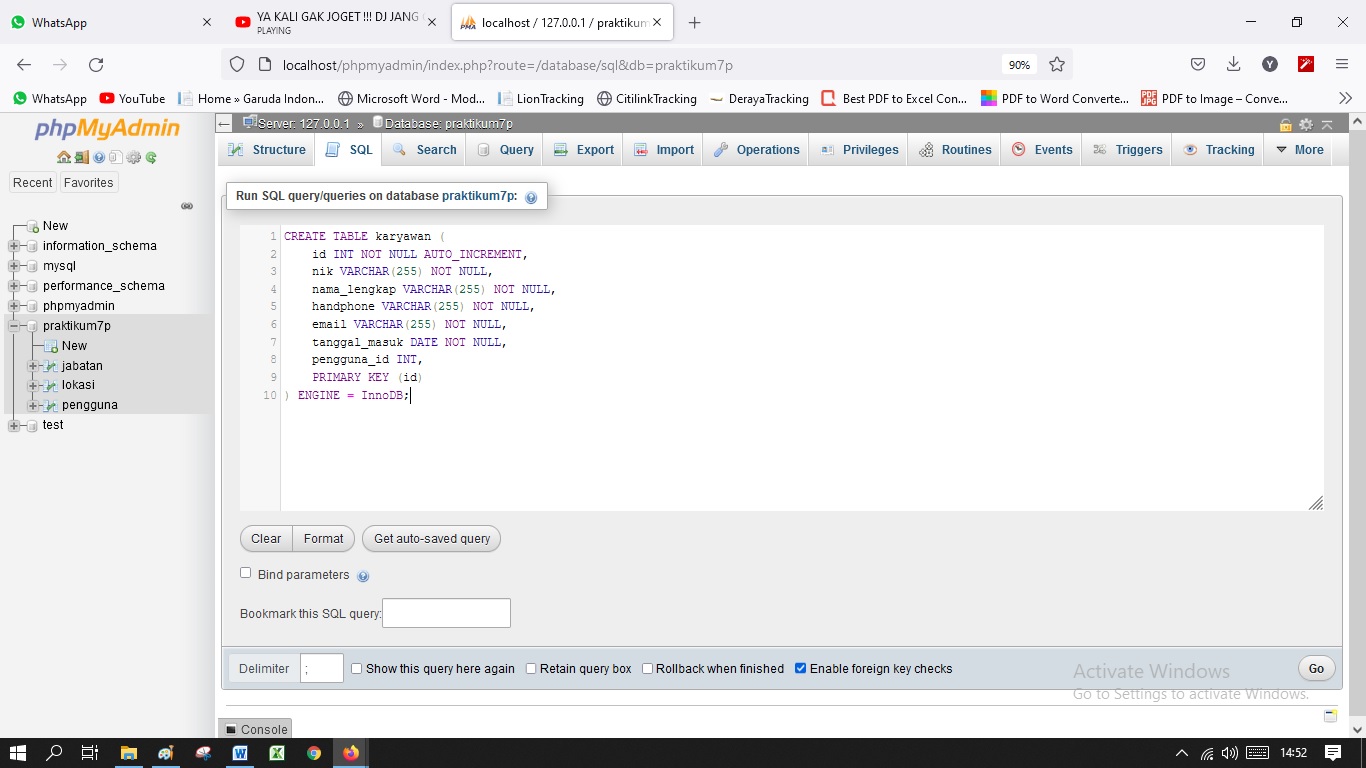 WhatsApp
YA KALI GAK JOGET !!! DJ JANG
PLAYING
localhost / 127.0.0.1 / praktikum
localhost/phpmyadmin/index.php?route=/database/sql&db=praktikum7p
90%
WhatsApp
YouTube
Home » Garuda Indon...
Microsoft Word - Mod...
LionTracking
CitilinkTracking
DerayaTracking
Best PDF to Excel Con...
PDF to Word Converte...
PDF to Image – Conve...
phpMyAdmin
Recent
Favorites
New
information_schema
mysql
performance_schema
phpmyadmin
praktikum7p
New
jabatan
lokasi
pengguna
test
Server: 127.0.0.1 » Database: praktikum7p
Structure
SQL
Search
Query
Export
Import
Operations
Privileges
Routines
Events
Triggers
Tracking
More
Run SQL query/queries on database praktikum7p:
1 CREATE TABLE karyawan (
2 id INT NOT NULL AUTO_INCREMENT,
3 nik VARCHAR(255) NOT NULL,
4 nama_lengkap VARCHAR(255) NOT NULL,
5 handphone VARCHAR(255) NOT NULL,
6 email VARCHAR(255) NOT NULL,
7 tanggal_masuk DATE NOT NULL,
8 pengguna_id INT,
9 PRIMARY KEY (id)
10 ) ENGINE = InnoDB;
Clear
Format
Get auto-saved query
Bind parameters
Bookmark this SQL query:
Delimiter ;
Show this query here again
Retain query box
Rollback when finished
Enable foreign key checks
Go
Activate Windows
Go to Settings to activate Windows.
Console
14:52